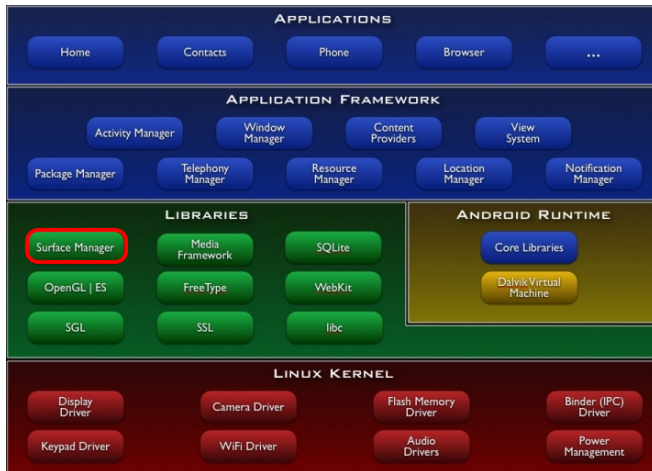 APPLICATIONS
Home
Contacts
Phone
Browser
...
APPLICATION FRAMEWORK
Activity Manager
Window
Manager
Content
Providers
View
System
Package Manager
Telephony
Manager
Resource
Manager
Location
Manager
Notification
Manager
LIBRARIES
Surface Manager
Media
Framework
SQLite
OpenGL | ES
FreeType
WebKit
SGL
SSL
libc
ANDROID RUNTIME
Core Libraries
Dalvik Virtual
Machine
LINUX KERNEL
Display
Driver
Camera Driver
Flash Memory
Driver
Binder (IPC)
Driver
Keypad Driver
WiFi Driver
Audio
Drivers
Power
Management